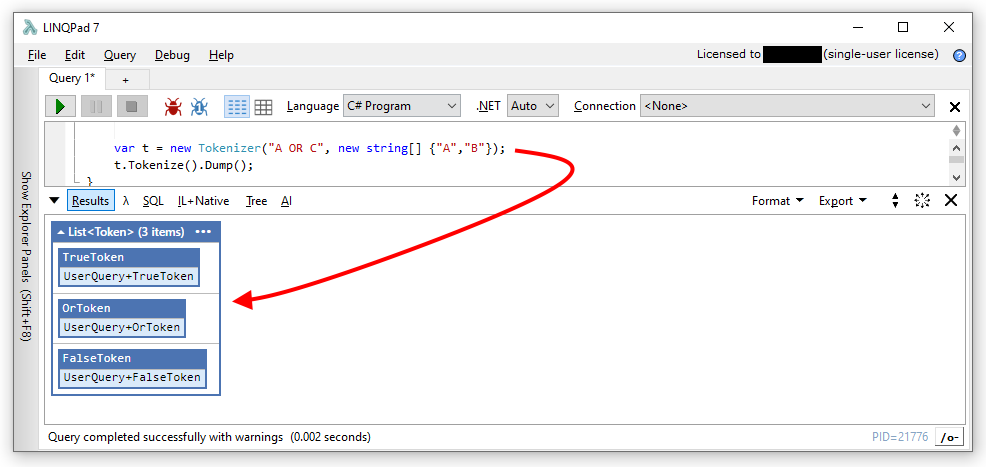 LINQPad 7
File Edit Query Debug Help Licensed to (single-user license) ?
Query 1* +
Language C# Program .NET Auto Connection <None>
var t = new Tokenizer("A OR C", new string[] {"A","B"});
t.Tokenize().Dump();
}
Show Explorer Panels (Shift+F8)
Results λ SQL IL+Native Tree AI Format Export
List<Token> (3 items) •••
TrueToken
UserQuery+TrueToken
OrToken
UserQuery+OrToken
FalseToken
UserQuery+FalseToken
Query completed successfully with warnings (0.002 seconds) PID=21776 /o-